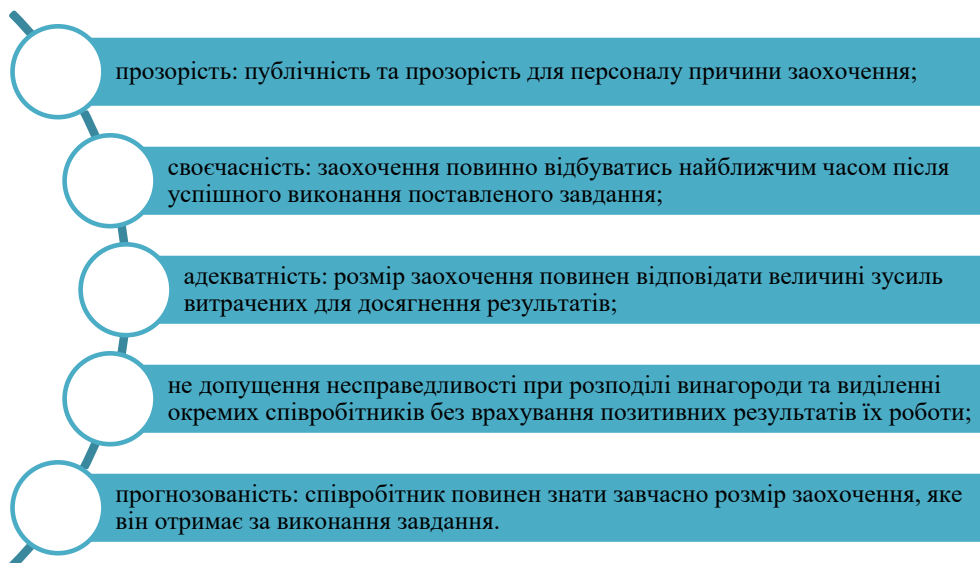 прозорість: публічність та прозорість для персоналу причини заохочення;
своєчасність: заохочення повинно відбуватись найближчим часом після
успішного виконання поставленого завдання;
адекватність: розмір заохочення повинен відповідати величині зусиль
витрачених для досягнення результатів;
не допущення несправедливості при розподілі винагороди та виділенні
окремих співробітників без врахування позитивних результатів їх роботи;
прогнозованість: співробітник повинен знати завчасно розмір заохочення, яке
він отримає за виконання завдання.